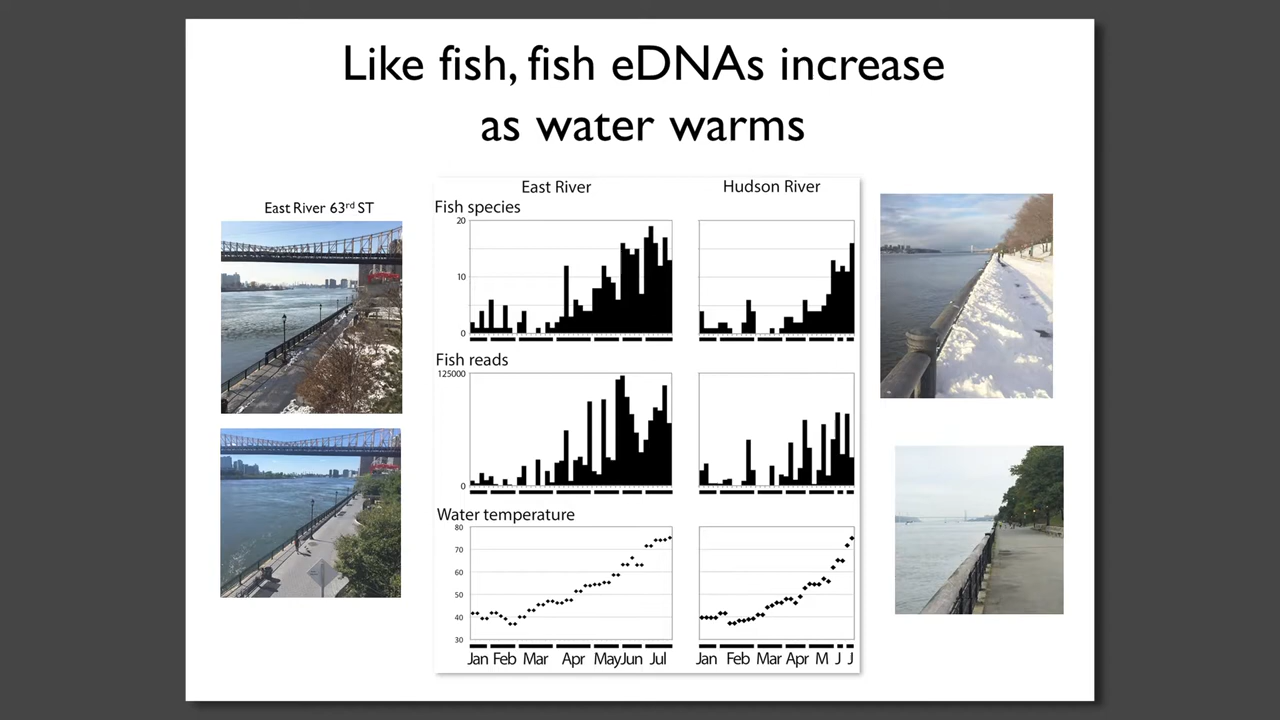 Like fish, fish eDNAs increase
as water warms
East River 63rd ST
East River
Hudson River
Fish species
20
10
0
Fish reads
125000
0
Water temperature
80
70
60
50
40
30
Jan Feb Mar Apr May Jun Jul
Jan Feb Mar Apr M J J